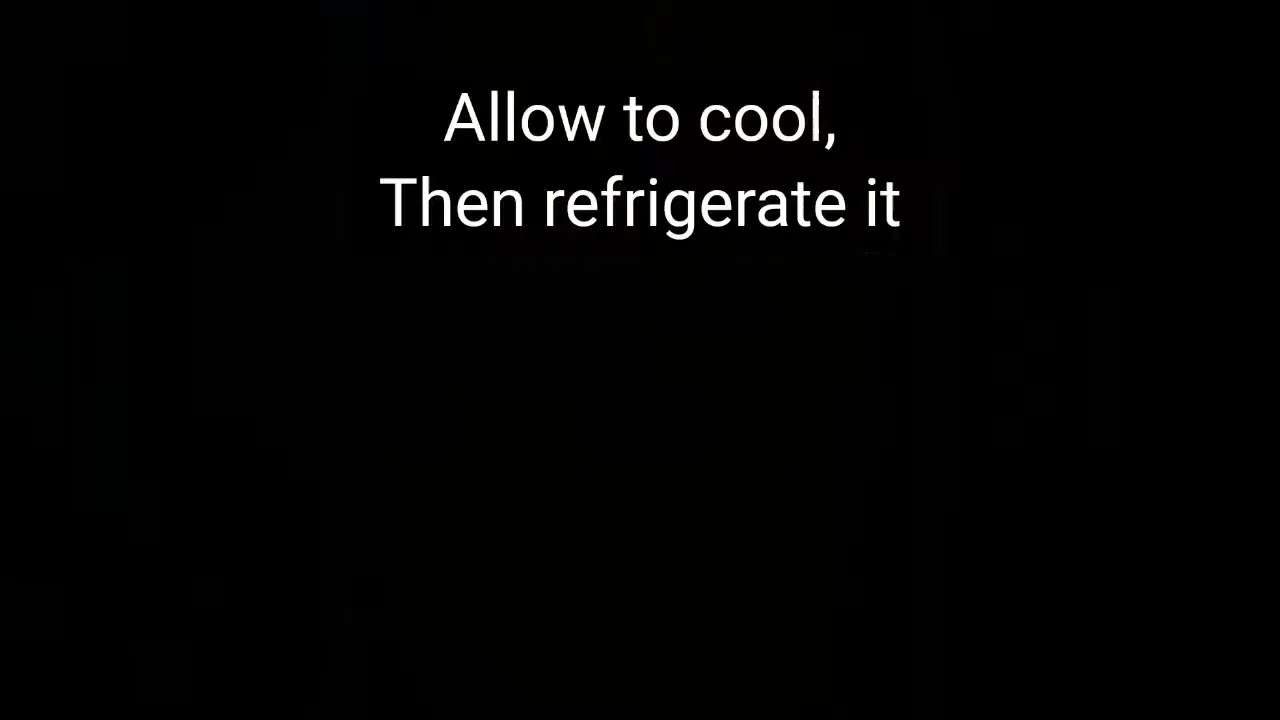 Allow to cool,
Then refrigerate it